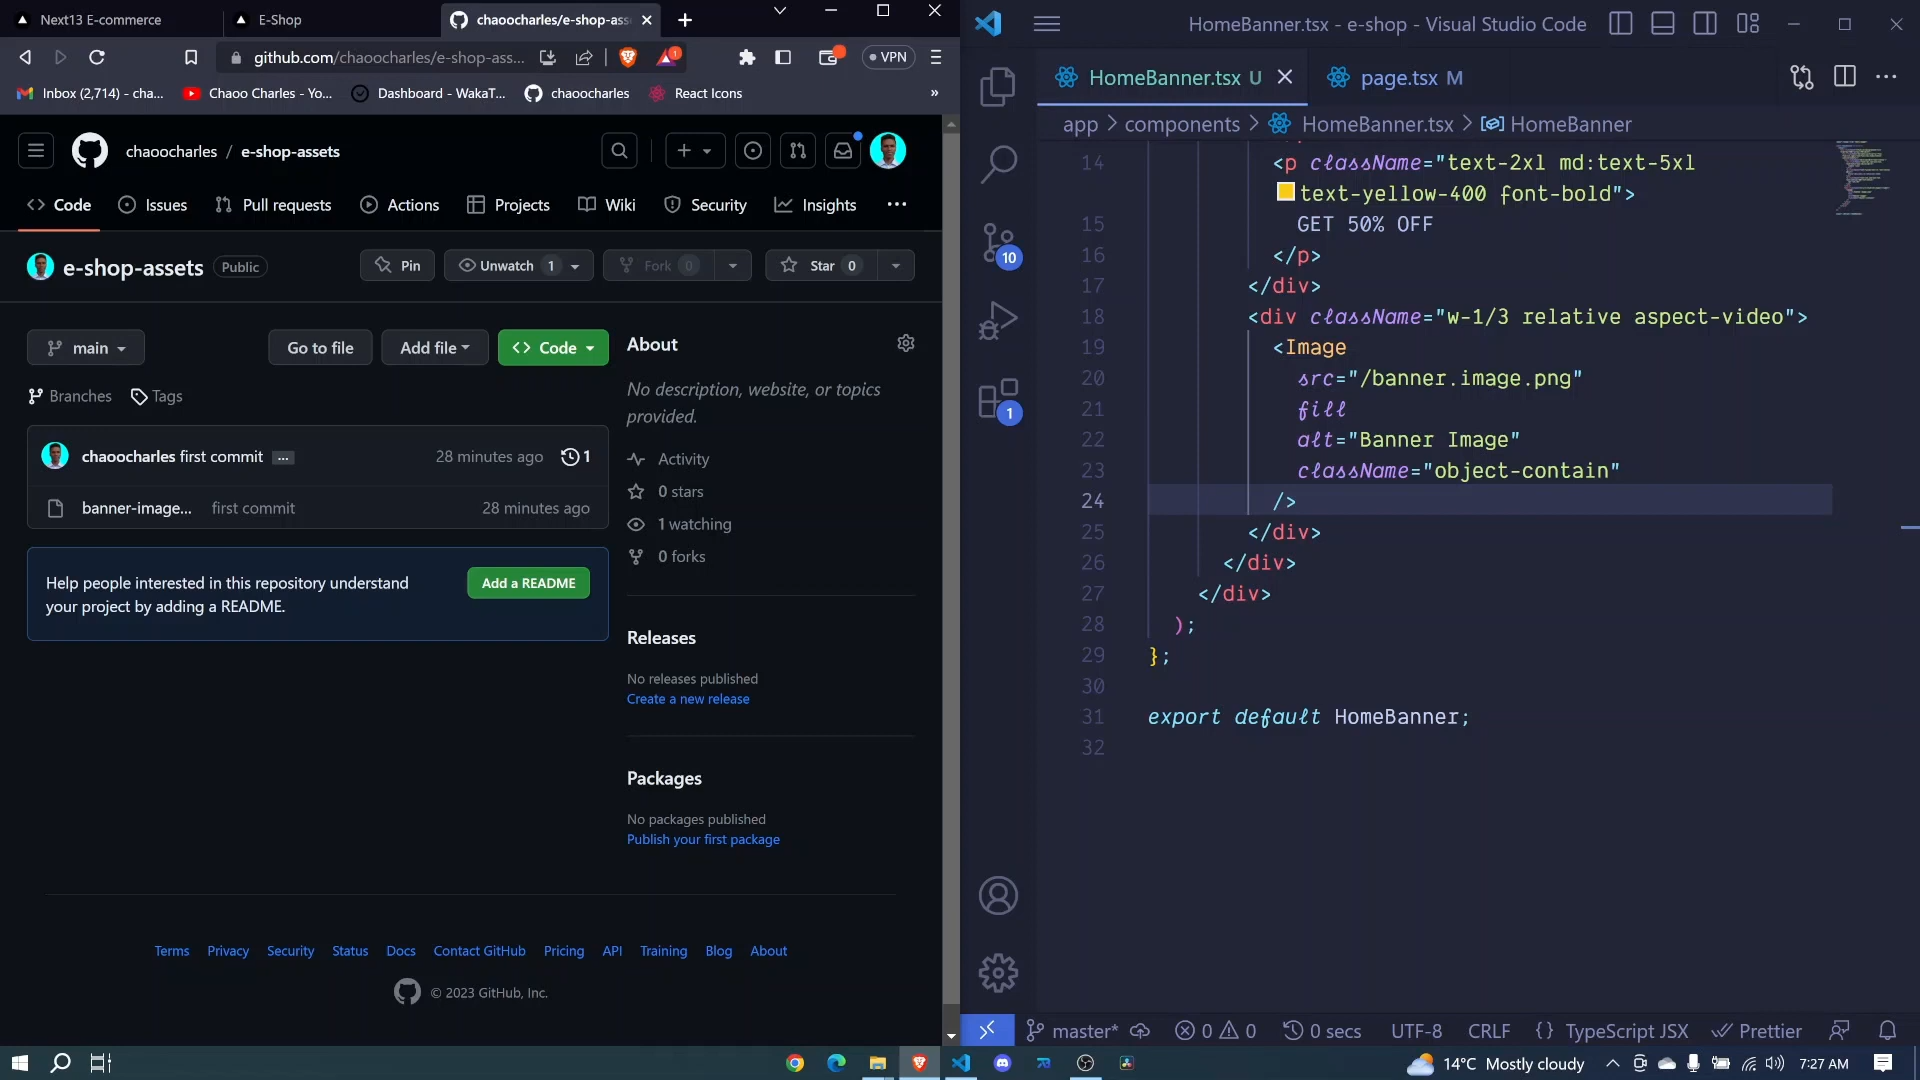 Next13 E-commerce
E-Shop
chaoocharles/e-shop-ass
github.com/chaoocharles/e-shop-ass...
1
VPN
Inbox (2,714) - cha...
Chaoo Charles - Yo...
Dashboard - WakaT...
chaoocharles
React Icons
»
chaoocharles / e-shop-assets
Code
Issues
Pull requests
Actions
Projects
Wiki
Security
Insights
e-shop-assets
Public
Pin
Unwatch 1
Fork 0
Star 0
main
Go to file
Add file
Code
Branches
Tags
chaoocharles first commit ...
28 minutes ago
1
banner-image...
first commit
28 minutes ago
Help people interested in this repository understand
your project by adding a README.
Add a README
About
No description, website, or topics
provided.
Activity
0 stars
1 watching
0 forks
Releases
No releases published
Create a new release
Packages
No packages published
Publish your first package
Terms
Privacy
Security
Status
Docs
Contact GitHub
Pricing
API
Training
Blog
About
© 2023 GitHub, Inc.
HomeBanner.tsx - e-shop - Visual Studio Code
HomeBanner.tsx U
page.tsx M
app > components > HomeBanner.tsx > HomeBanner
10
1
14 <p className="text-2xl md:text-5xl
text-yellow-400 font-bold">
15 GET 50% OFF
16 </p>
17 </div>
18 <div className="w-1/3 relative aspect-video">
19 <Image
20 src="/banner.image.png"
21 fill
22 alt="Banner Image"
23 className="object-contain"
24 />
25 </div>
26 </div>
27 </div>
28 );
29 };
30
31 export default HomeBanner;
32
master*
0
0
0 secs
UTF-8
CRLF
{} TypeScript JSX
Prettier
14°C Mostly cloudy
7:27 AM